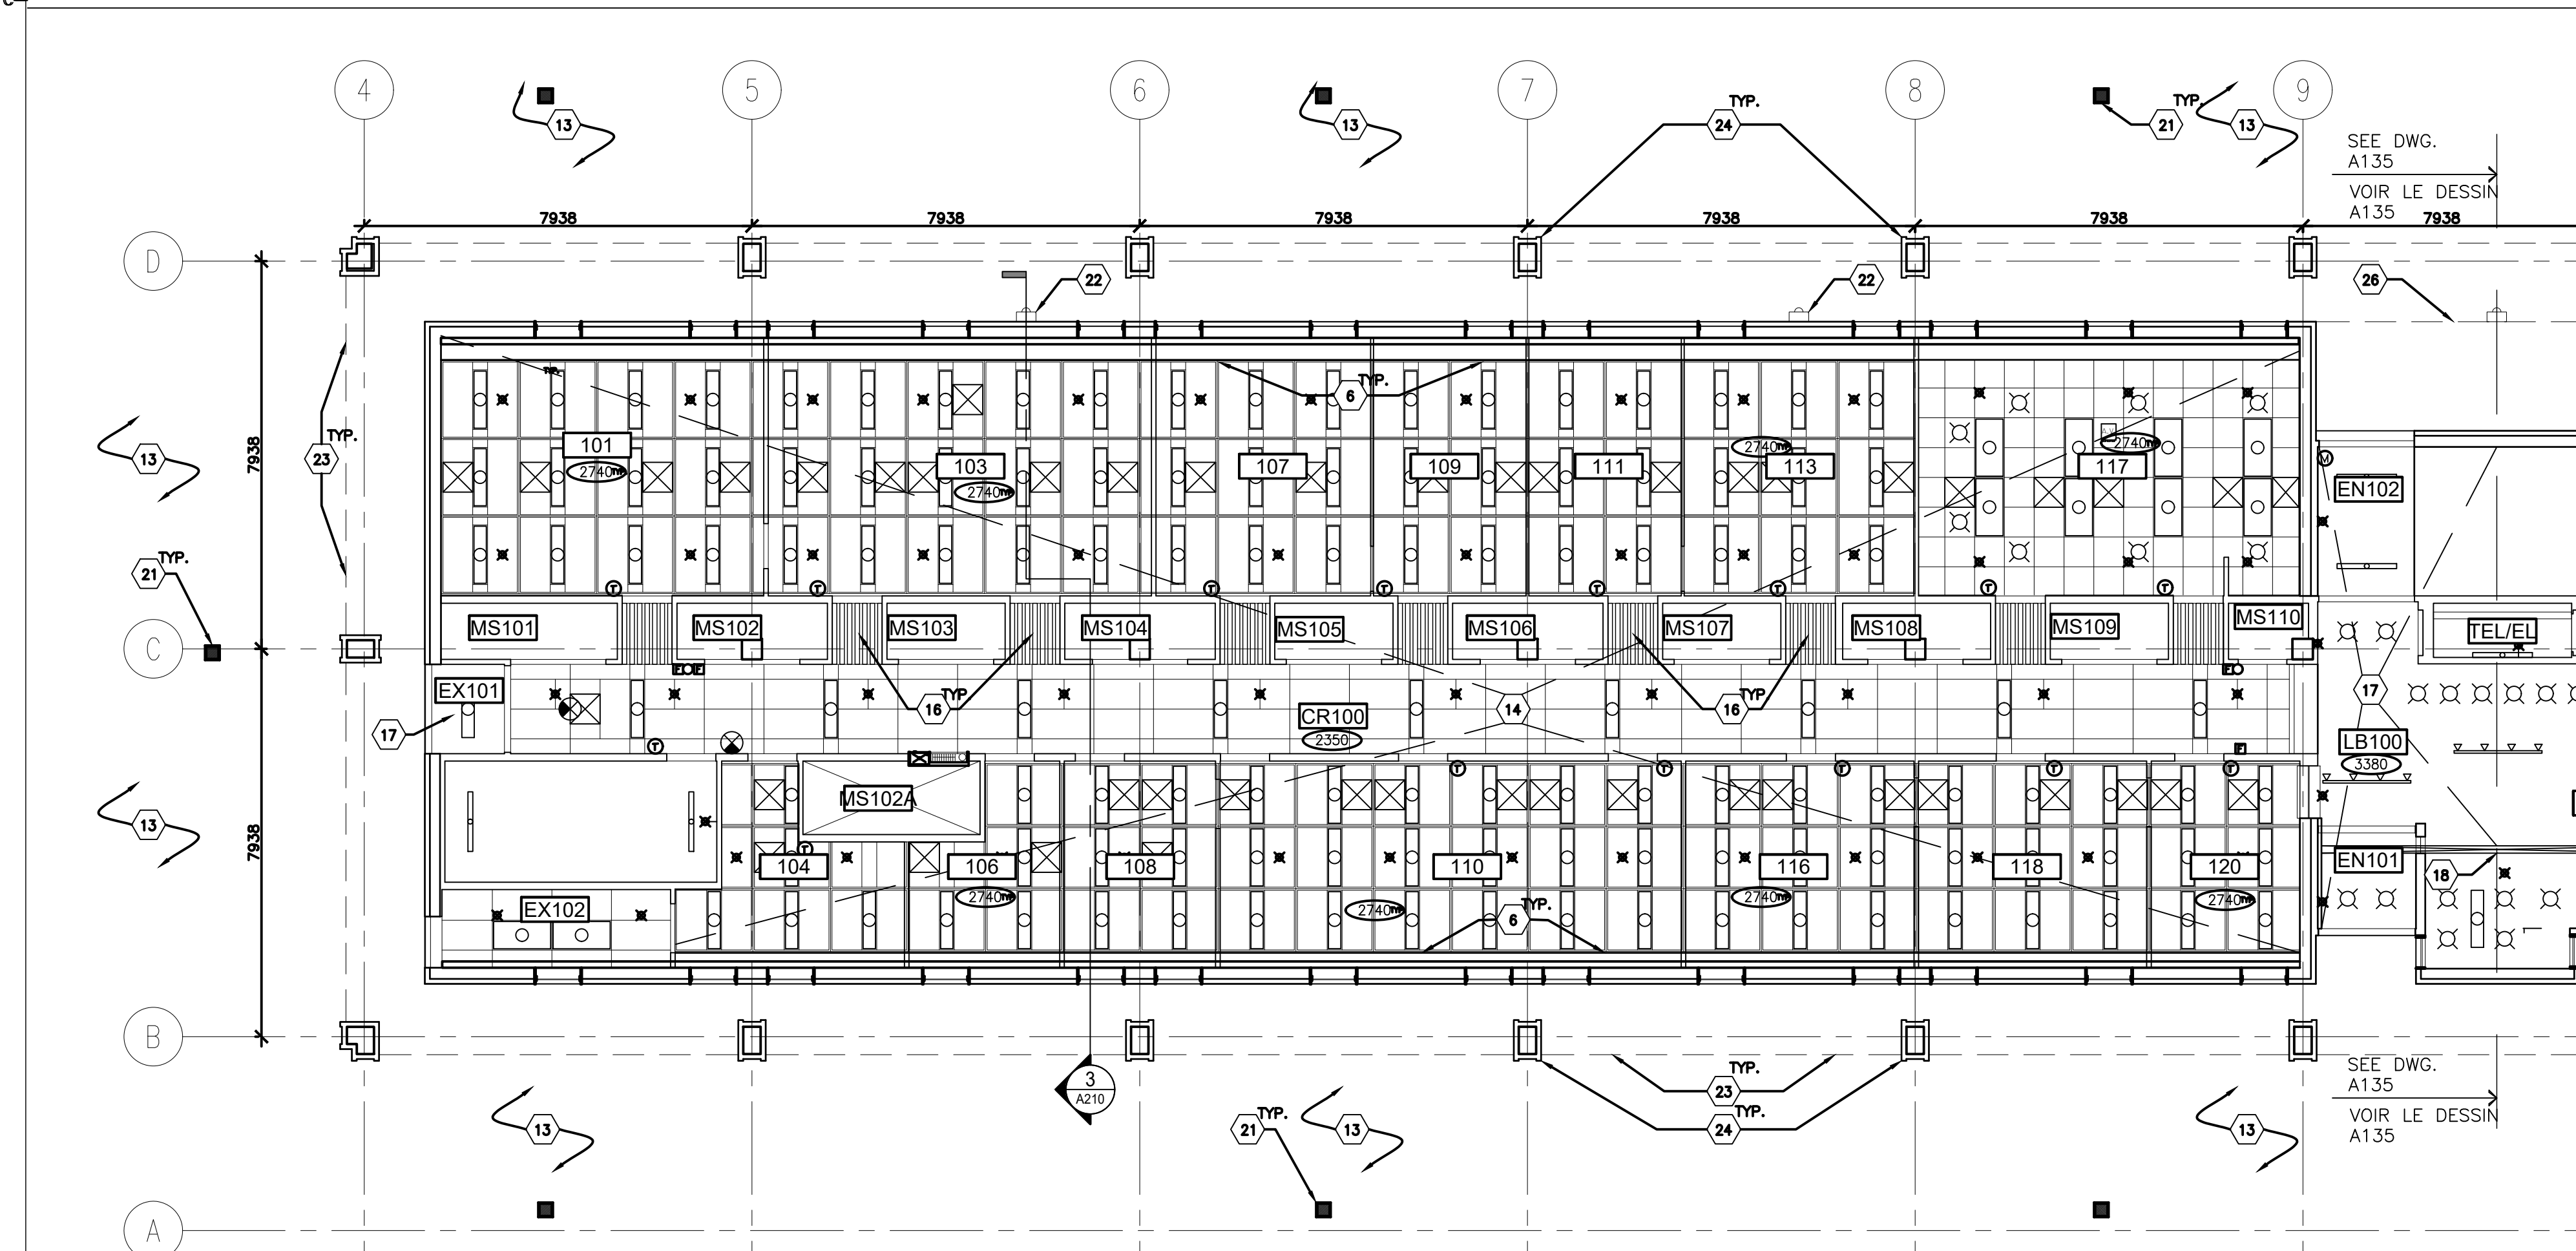 4
5
6
7
8
9
13
13
TYP.
24
TYP.
21
13
SEE DWG.
A135
VOIR LE DESSIN
A135
7938
7938
7938
7938
7938
7938
D
22
22
26
TYP.
TYP.
6
101
2740
103
2740
107
109
111
2740
113
2740
117
M
EN102
7938
TYP.
23
13
TYP.
21
T
T
T
T
T
T
T
T
C
MS101
MS102
MS103
MS104
MS105
MS106
MS107
MS108
MS109
MS110
TEL/EL
EX101
17
TYP.
16
CR100
2350
14
TYP.
16
17
LB100
3380
F
F
F
F
T
T
T
T
T
T
T
7938
13
MS102A
104
106
2740
108
110
2740
116
2740
118
120
2740
EN101
18
EX102
TYP.
6
B
3
A210
TYP.
23
TYP.
24
SEE DWG.
A135
VOIR LE DESSIN
A135
13
TYP.
21
13
13
A